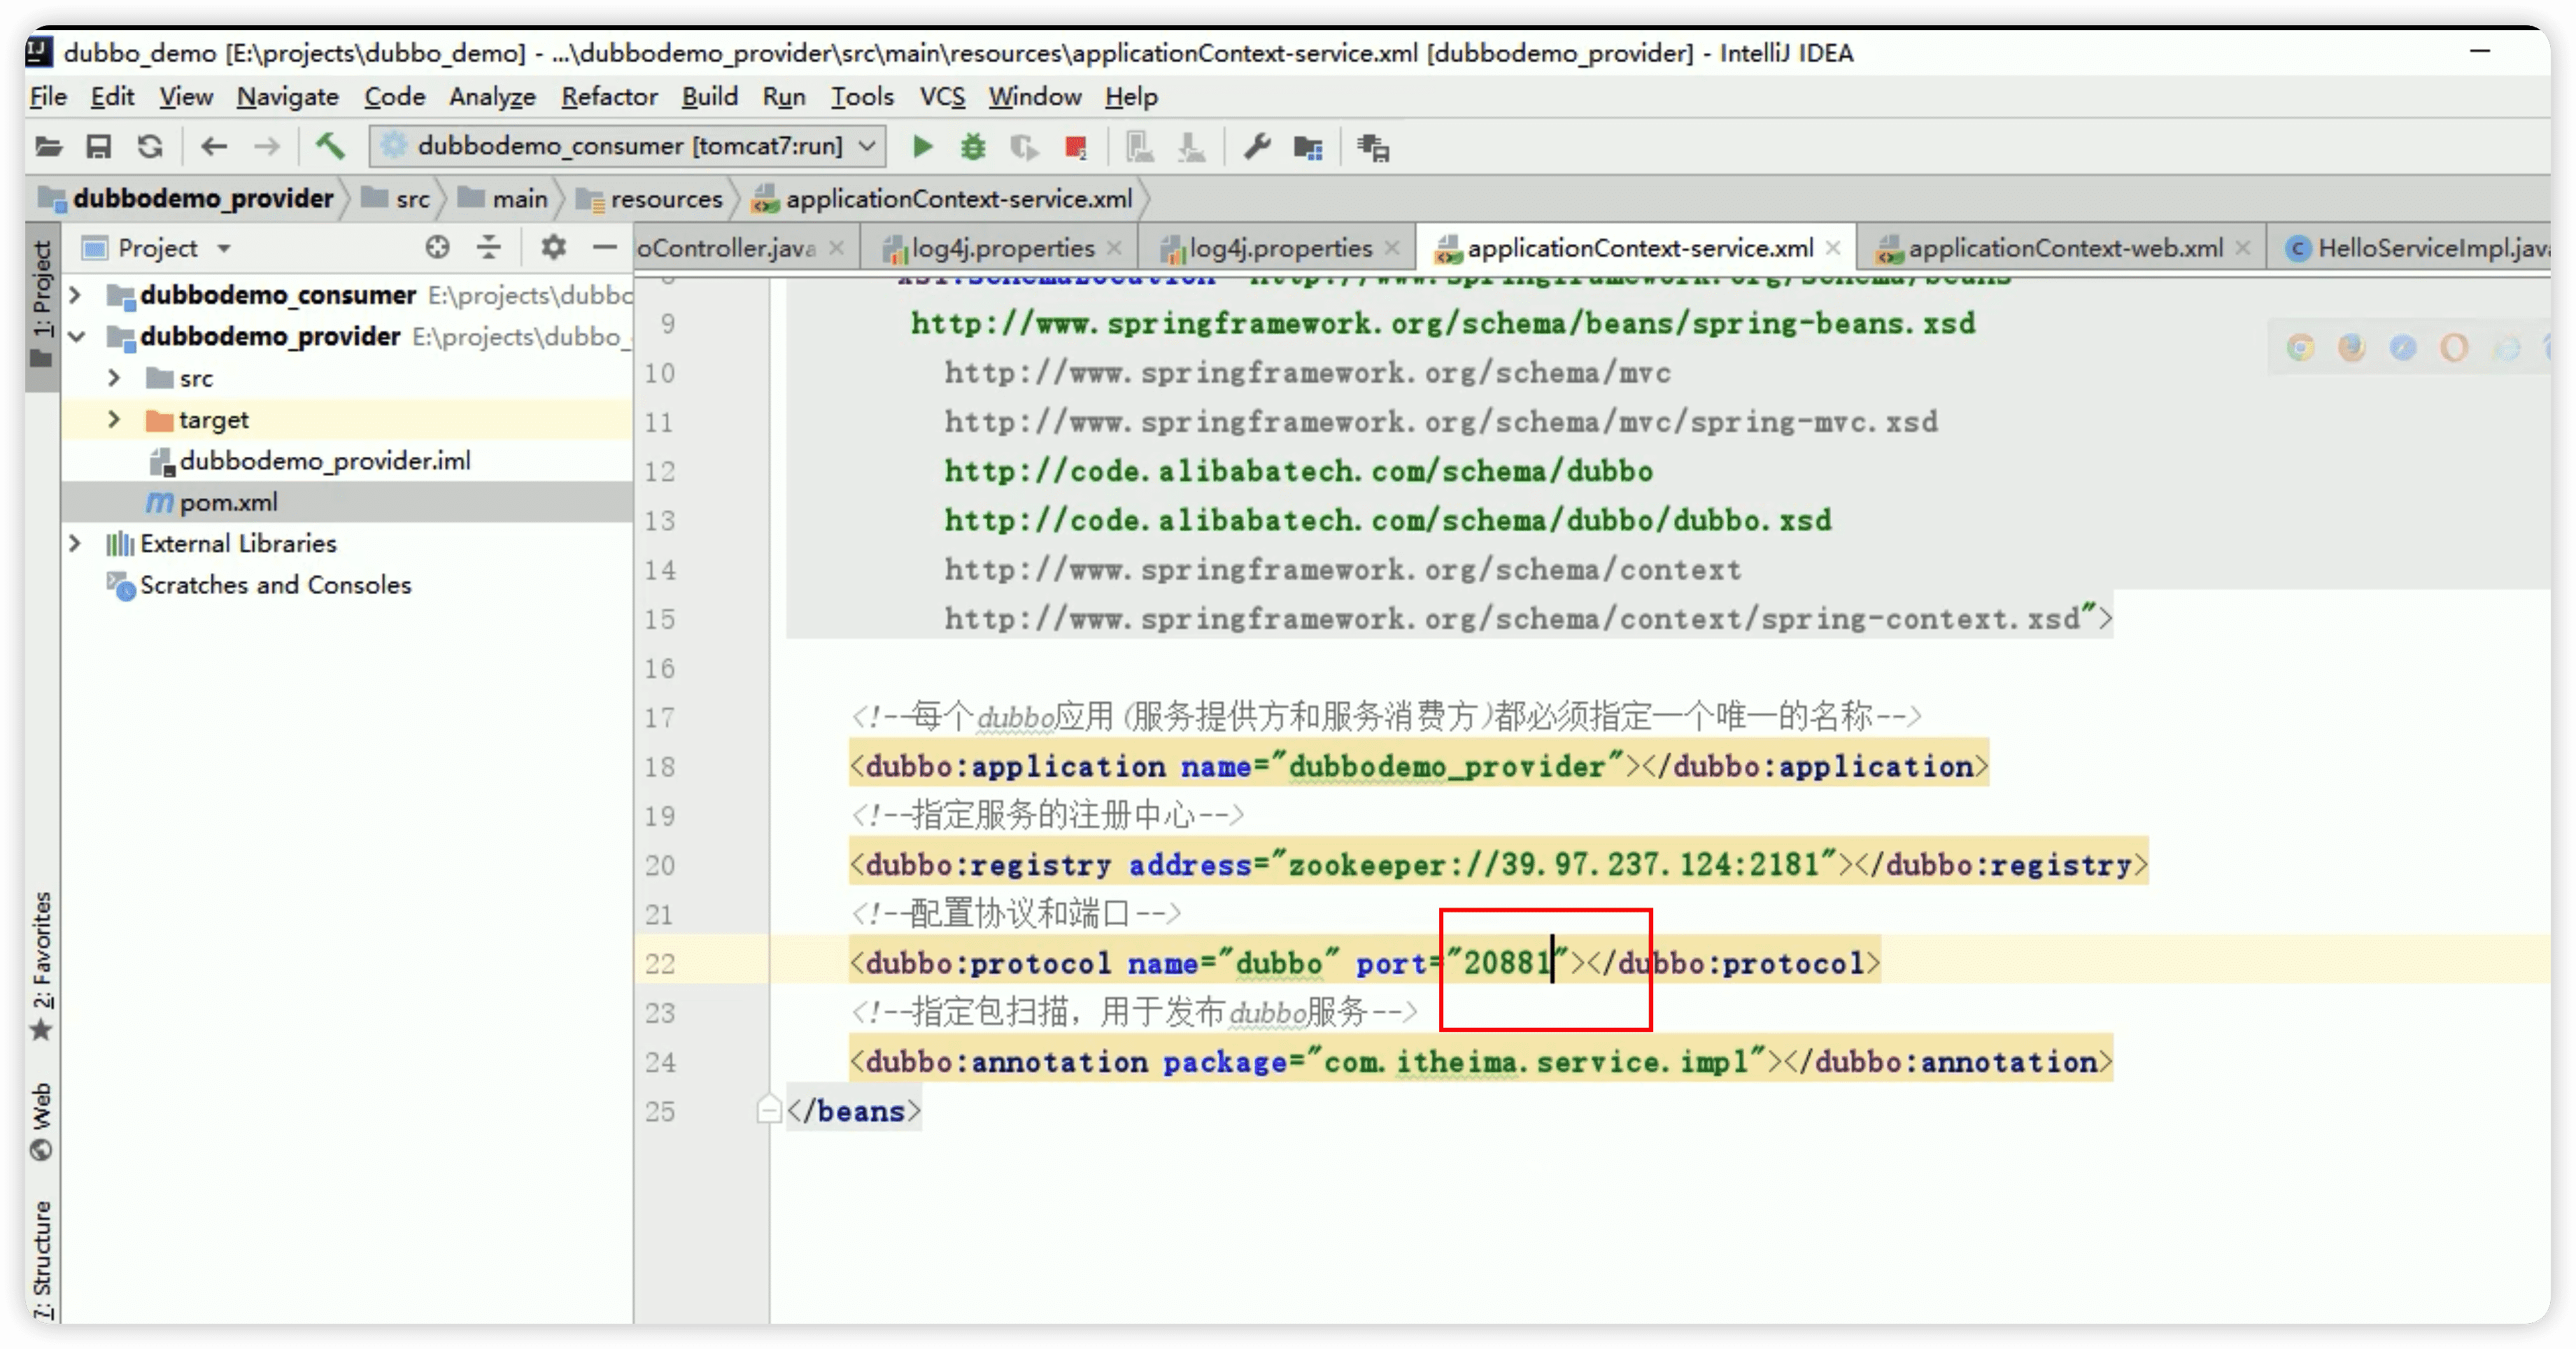 dubbo_demo [E:\projects\dubbo_demo] - ...\dubbodemo_provider\src\main\resources\applicationContext-service.xml [dubbodemo_provider] - IntelliJ IDEA
File Edit View Navigate Code Analyze Refactor Build Run Tools VCS Window Help
dubbodemo_consumer [tomcat7:run]
dubbodemo_provider src main resources applicationContext-service.xml
Project
oController.java log4j.properties log4j.properties applicationContext-service.xml applicationContext-web.xml HelloServiceImpl.java
1: Project
dubbodemo_consumer E:\projects\dubbo
dubbodemo_provider E:\projects\dubbo_
src
target
dubbodemo_provider.iml
pom.xml
External Libraries
Scratches and Consoles
2: Favorites
Web
7: Structure
8 xsi:schemaLocation="http://www.springframework.org/schema/beans
9 http://www.springframework.org/schema/beans/spring-beans.xsd
10 http://www.springframework.org/schema/mvc
11 http://www.springframework.org/schema/mvc/spring-mvc.xsd
12 http://code.alibabatech.com/schema/dubbo
13 http://code.alibabatech.com/schema/dubbo/dubbo.xsd
14 http://www.springframework.org/schema/context
15 http://www.springframework.org/schema/context/spring-context.xsd">
16
17 <!--每个dubbo应用(服务提供方和服务消费方)都必须指定一个唯一的名称-->
18 <dubbo:application name="dubbodemo_provider"></dubbo:application>
19 <!--指定服务的注册中心-->
20 <dubbo:registry address="zookeeper://39.97.237.124:2181"></dubbo:registry>
21 <!--配置协议和端口-->
22 <dubbo:protocol name="dubbo" port="20881"></dubbo:protocol>
23 <!--指定包扫描，用于发布dubbo服务-->
24 <dubbo:annotation package="com.itheima.service.impl"></dubbo:annotation>
25 </beans>